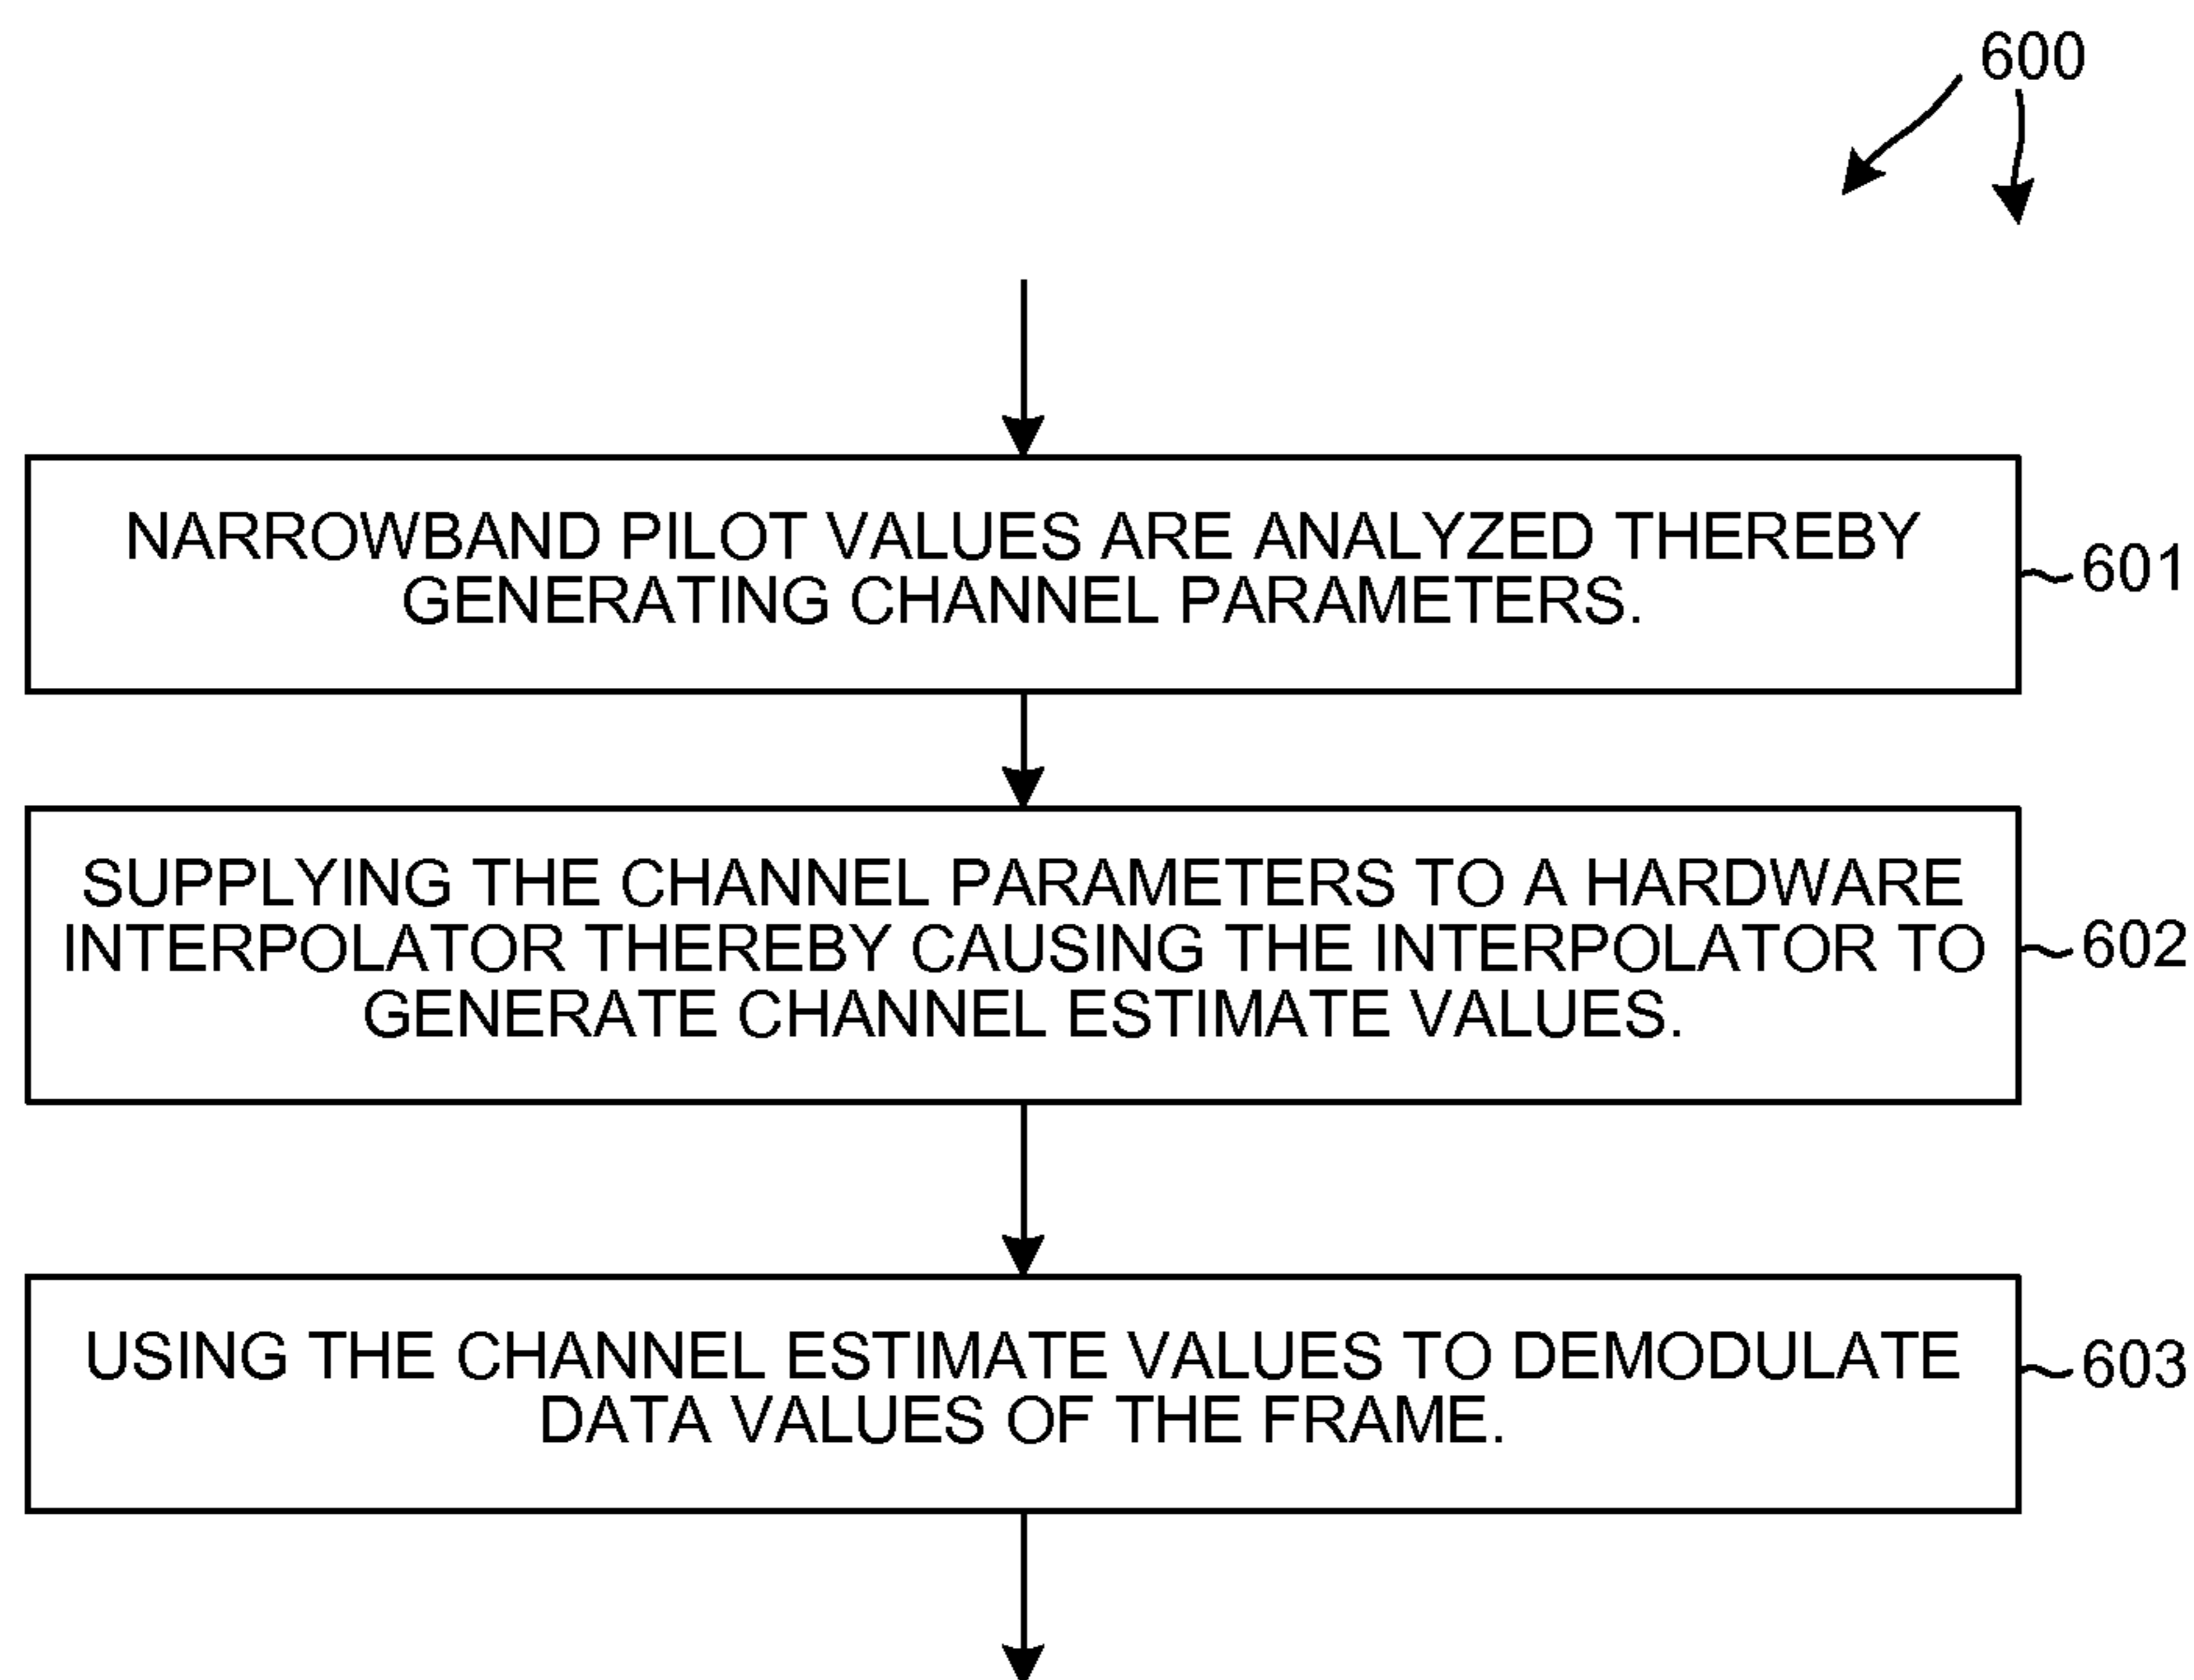 600
NARROWBAND PILOT VALUES ARE ANALYZED THEREBY
GENERATING CHANNEL PARAMETERS.
601
SUPPLYING THE CHANNEL PARAMETERS TO A HARDWARE
INTERPOLATOR THEREBY CAUSING THE INTERPOLATOR TO
GENERATE CHANNEL ESTIMATE VALUES.
602
USING THE CHANNEL ESTIMATE VALUES TO DEMODULATE
DATA VALUES OF THE FRAME.
603